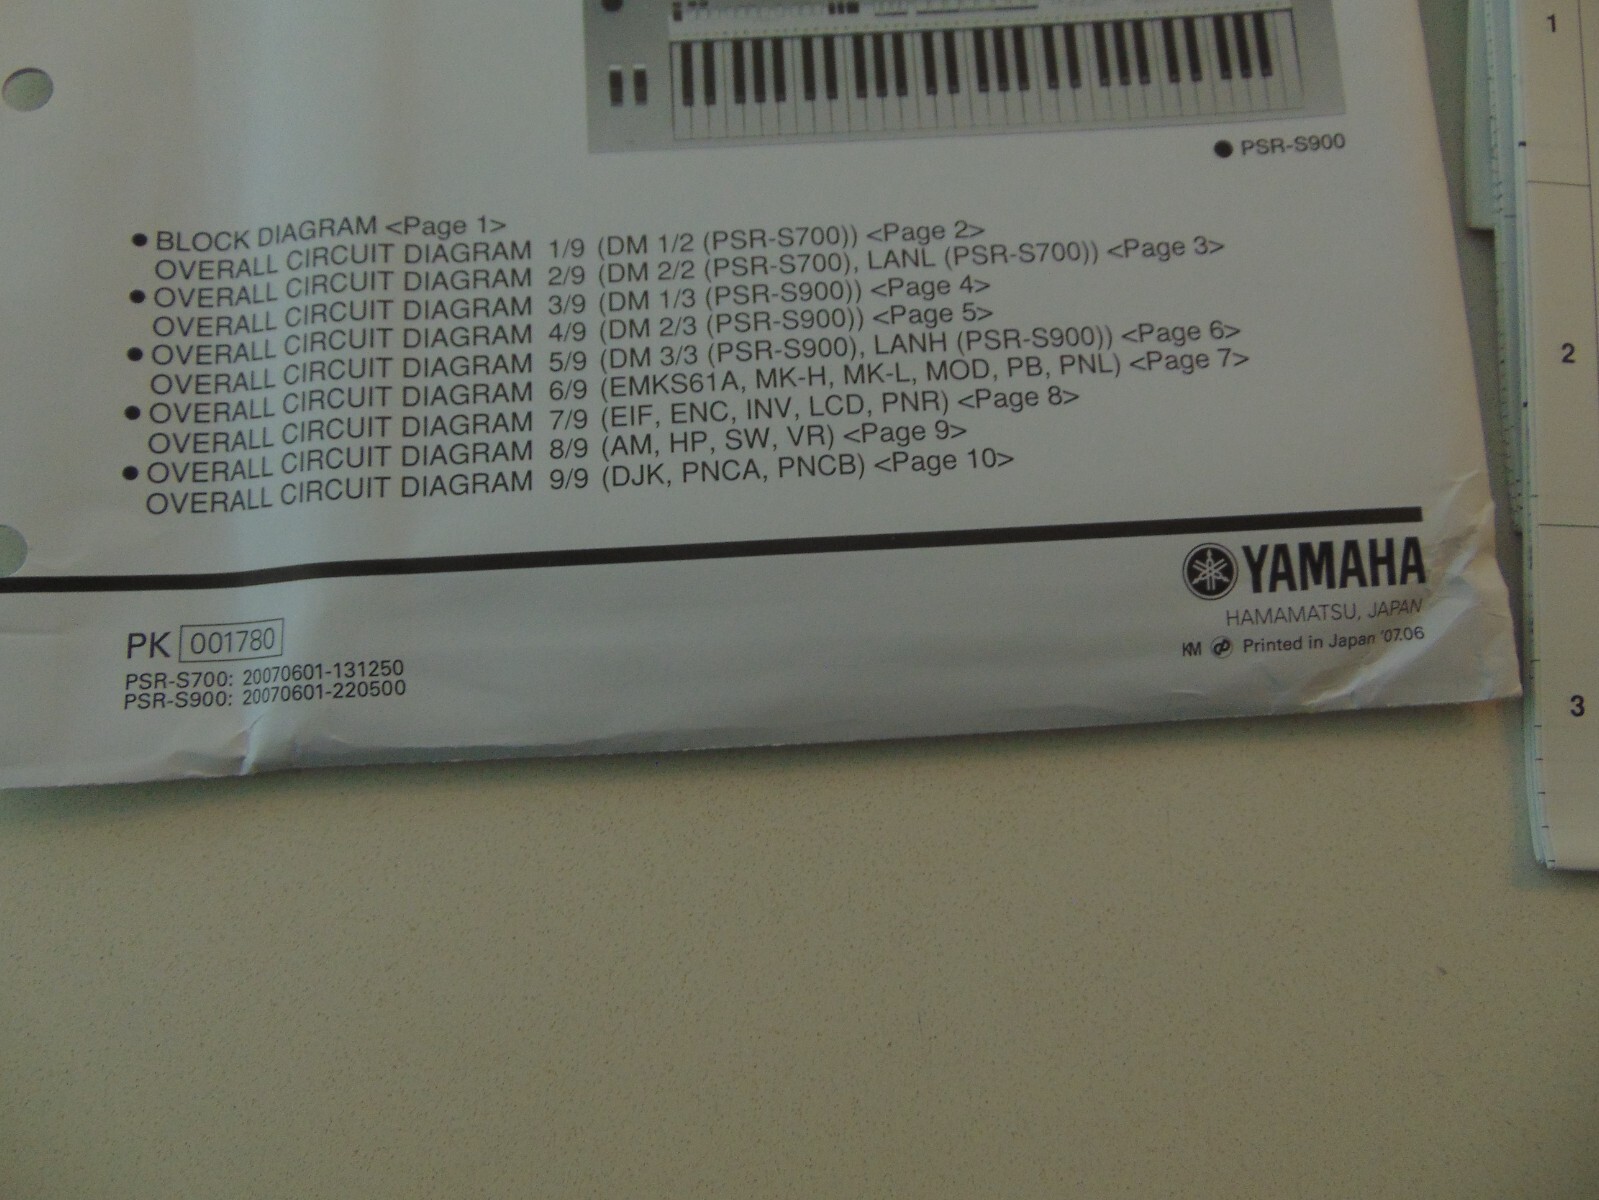 ● PSR-S900
● BLOCK DIAGRAM <Page 1>
OVERALL CIRCUIT DIAGRAM 1/9 (DM 1/2 (PSR-S700)) <Page 2>
● OVERALL CIRCUIT DIAGRAM 2/9 (DM 2/2 (PSR-S700), LANL (PSR-S700)) <Page 3>
OVERALL CIRCUIT DIAGRAM 3/9 (DM 1/3 (PSR-S900)) <Page 4>
● OVERALL CIRCUIT DIAGRAM 4/9 (DM 2/3 (PSR-S900)) <Page 5>
OVERALL CIRCUIT DIAGRAM 5/9 (DM 3/3 (PSR-S900), LANH (PSR-S900)) <Page 6>
● OVERALL CIRCUIT DIAGRAM 6/9 (EMKS61A, MK-H, MK-L, MOD, PB, PNL) <Page 7>
OVERALL CIRCUIT DIAGRAM 7/9 (EIF, ENC, INV, LCD, PNR) <Page 8>
● OVERALL CIRCUIT DIAGRAM 8/9 (AM, HP, SW, VR) <Page 9>
OVERALL CIRCUIT DIAGRAM 9/9 (DJK, PNCA, PNCB) <Page 10>
YAMAHA
HAMAMATSU, JAPAN
KM Printed in Japan '07.06
PK 001780
PSR-S700: 20070601-131250
PSR-S900: 20070601-220500
1
2
3